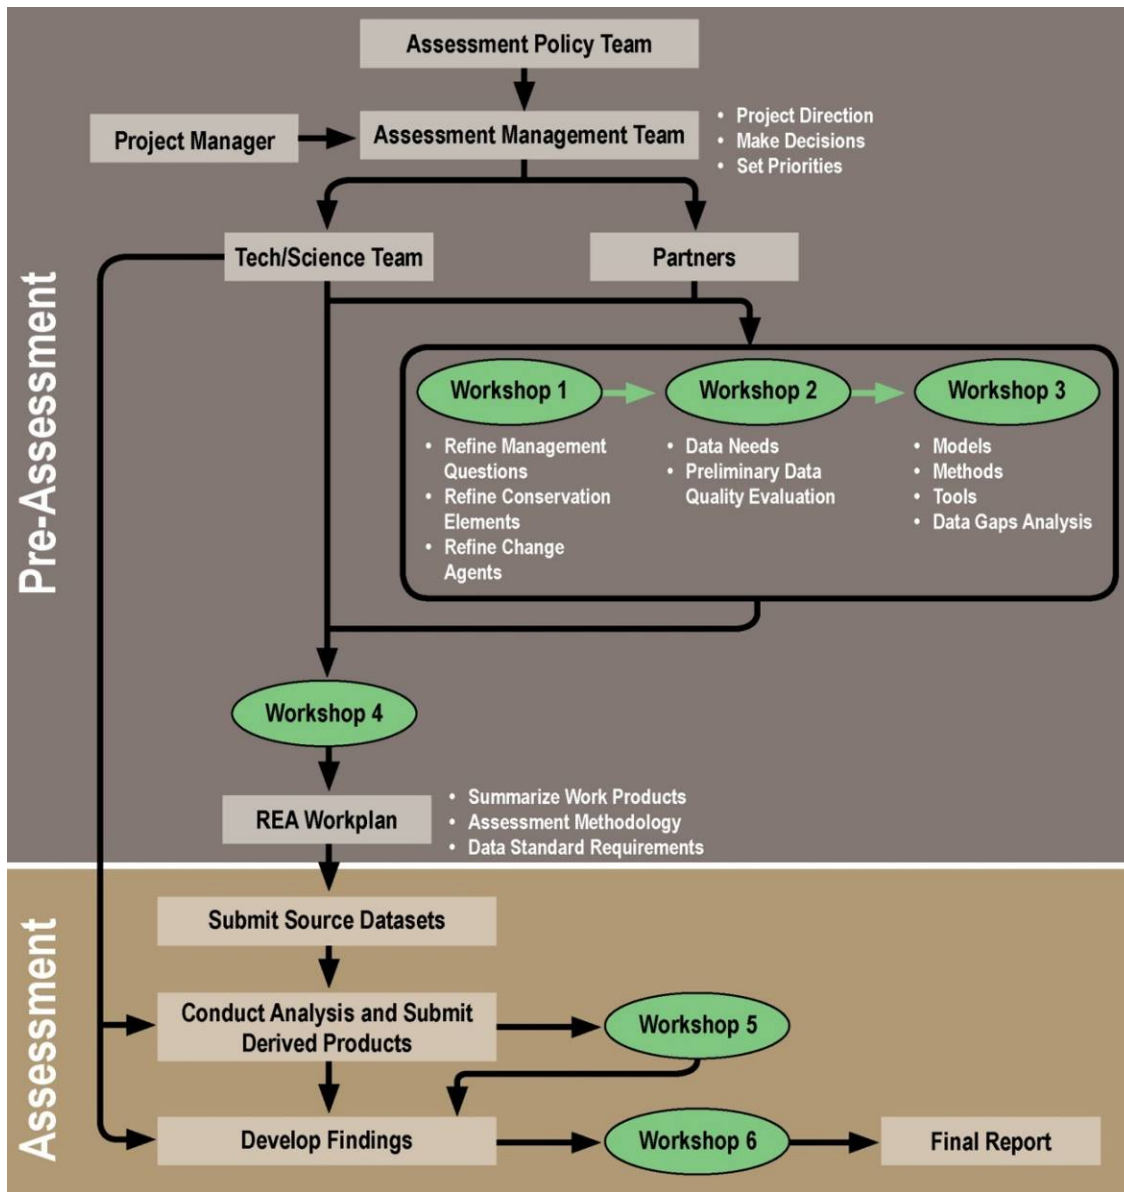 Assessment Policy Team
Project Manager
Assessment Management Team
• Project Direction
• Make Decisions
• Set Priorities
Tech/Science Team
Partners
Pre-Assessment
Workshop 1
Workshop 2
Workshop 3
• Refine Management
Questions
• Refine Conservation
Elements
• Refine Change
Agents
• Data Needs
• Preliminary Data
Quality Evaluation
• Models
• Methods
• Tools
• Data Gaps Analysis
Workshop 4
REA Workplan
• Summarize Work Products
• Assessment Methodology
• Data Standard Requirements
Assessment
Submit Source Datasets
Conduct Analysis and Submit
Derived Products
Workshop 5
Develop Findings
Workshop 6
Final Report